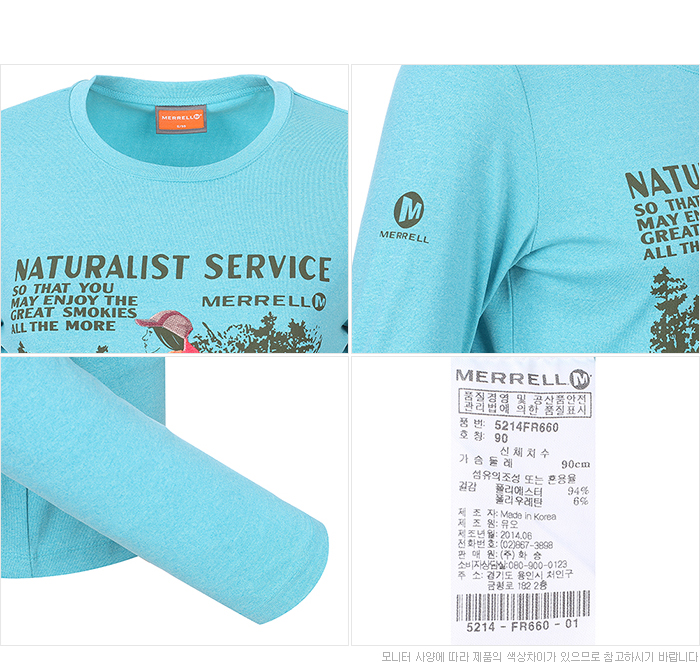 MERRELL
NATURALIST SERVICE
SO THAT YOU
MAY ENJOY THE
GREAT SMOKIES
ALL THE MORE
MERRELL M
M
MERRELL
NATU
SO THAT
MAY EN
GREAT
ALL THE
MERRELL M
품질경영 및 공산품안전
관리법에 의한 품질표시
품 번: 5214FR660
호 칭: 90
신체치수
가 슴 둘 레 90cm
섬유의조성 또는 혼용율
겉감 폴리에스터 94%
폴리우레탄 6%
제 조 자: Made in Korea
제 조 원: 유오
제조년월: 2014.06
전화번호: (02)867-3898
판 매 원: (주)화 승
소비자상담실:080-900-0123
주 소: 경기도 용인시 처인구
금령로 182 2층
5214 - FR660 - 01
모니터 사양에 따라 제품의 색상차이가 있으므로 참고하시기 바랍니다